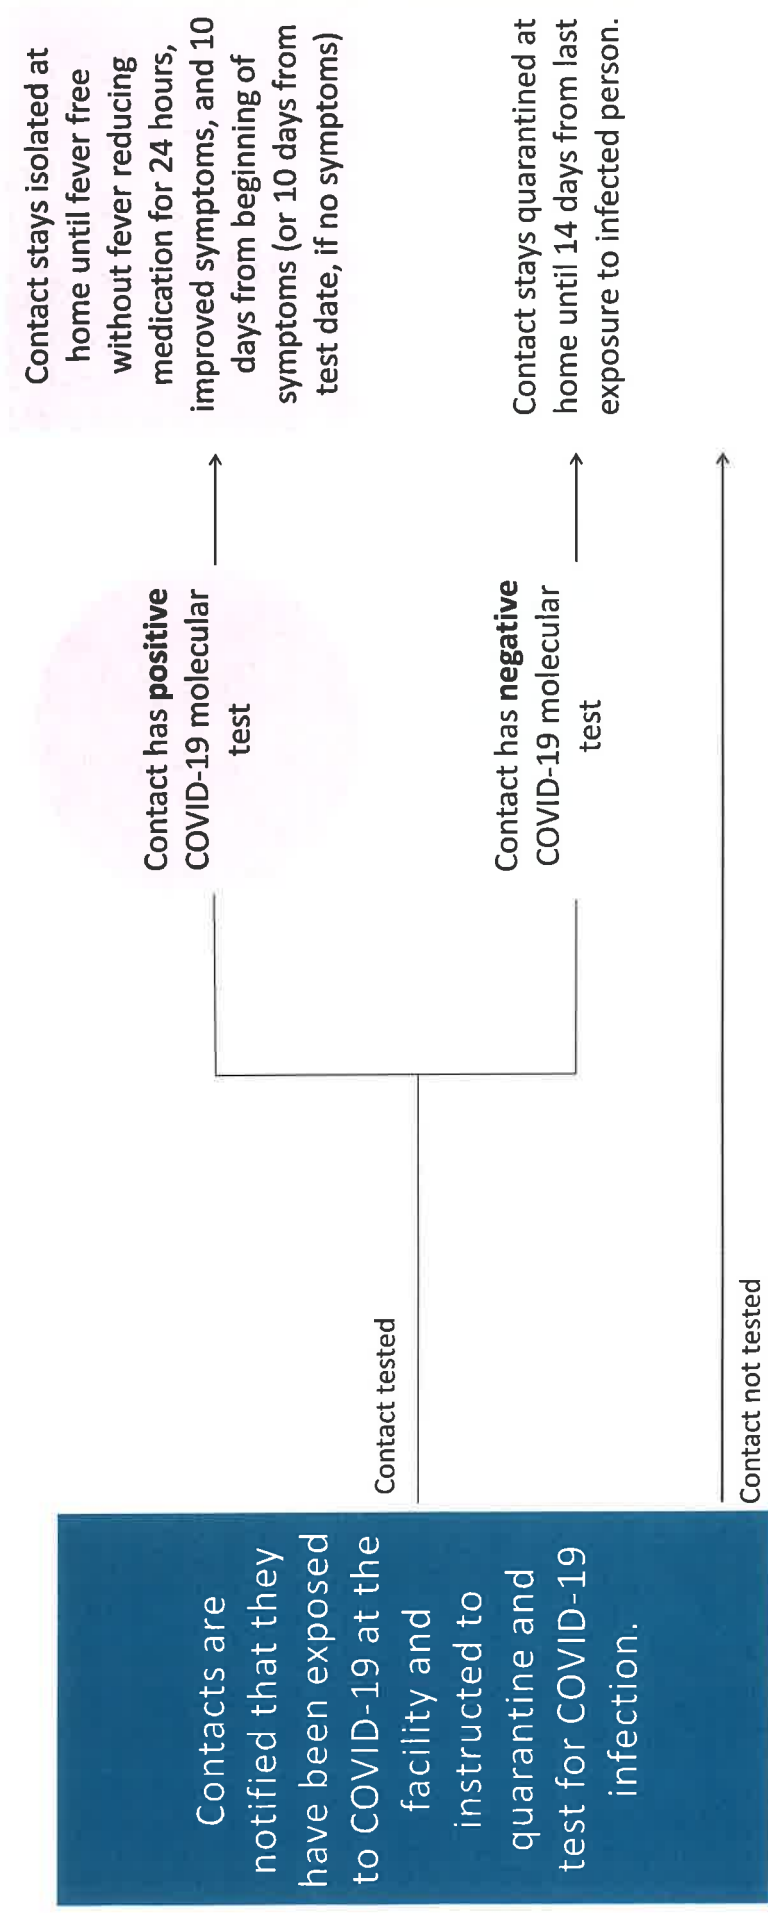 Contacts are
notified that they
have been exposed
to COVID-19 at the
facility and
instructed to
quarantine and
test for COVID-19
infection.
Contact tested
Contact not tested
Contact has positive
COVID-19 molecular
test
Contact has negative
COVID-19 molecular
test
Contact stays isolated at
home until fever free
without fever reducing
medication for 24 hours,
improved symptoms, and 10
days from beginning of
symptoms (or 10 days from
test date, if no symptoms)
Contact stays quarantined at
home until 14 days from last
exposure to infected person.